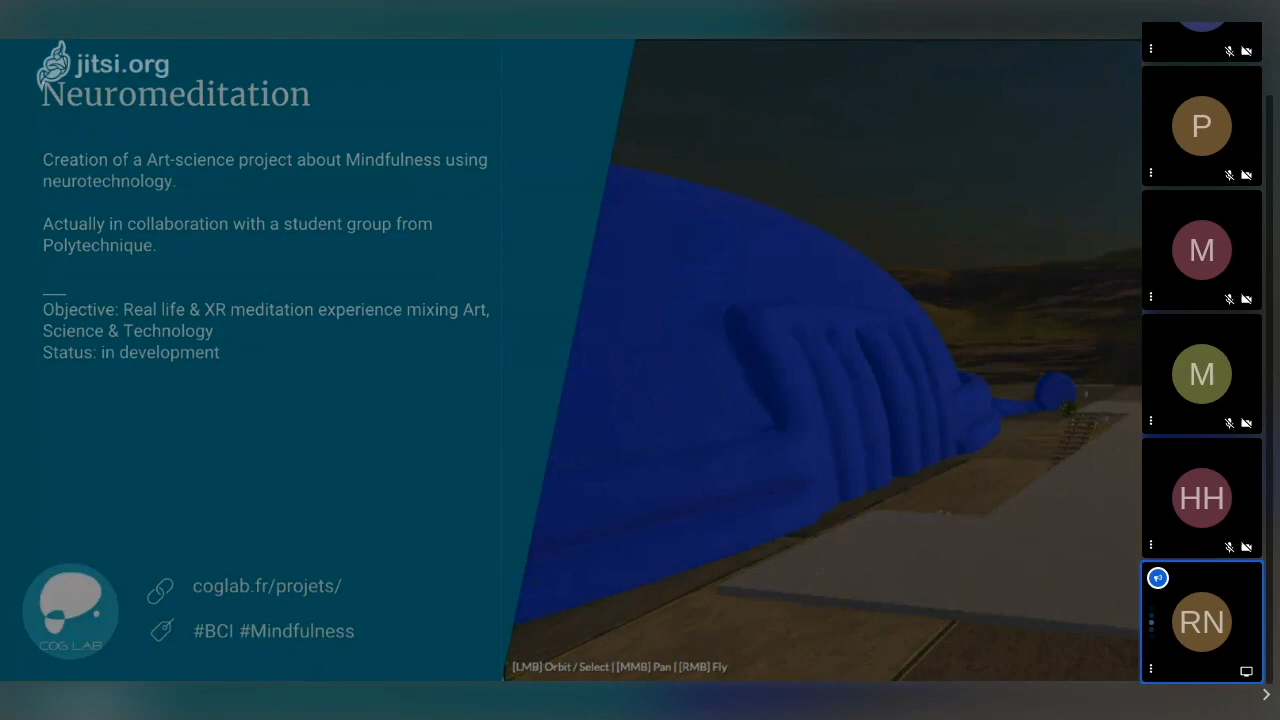 jitsi.org
Neuromeditation
Creation of a Art-science project about Mindfulness using
neurotechnology.
Actually in collaboration with a student group from
Polytechnique.
Objective: Real life & XR meditation experience mixing Art,
Science & Technology
Status: in development
COG LAB
coglab.fr/projets/
#BCI #Mindfulness
[LMB] Orbit / Select | [MMB] Pan | [RMB] Fly
P
M
M
HH
RN